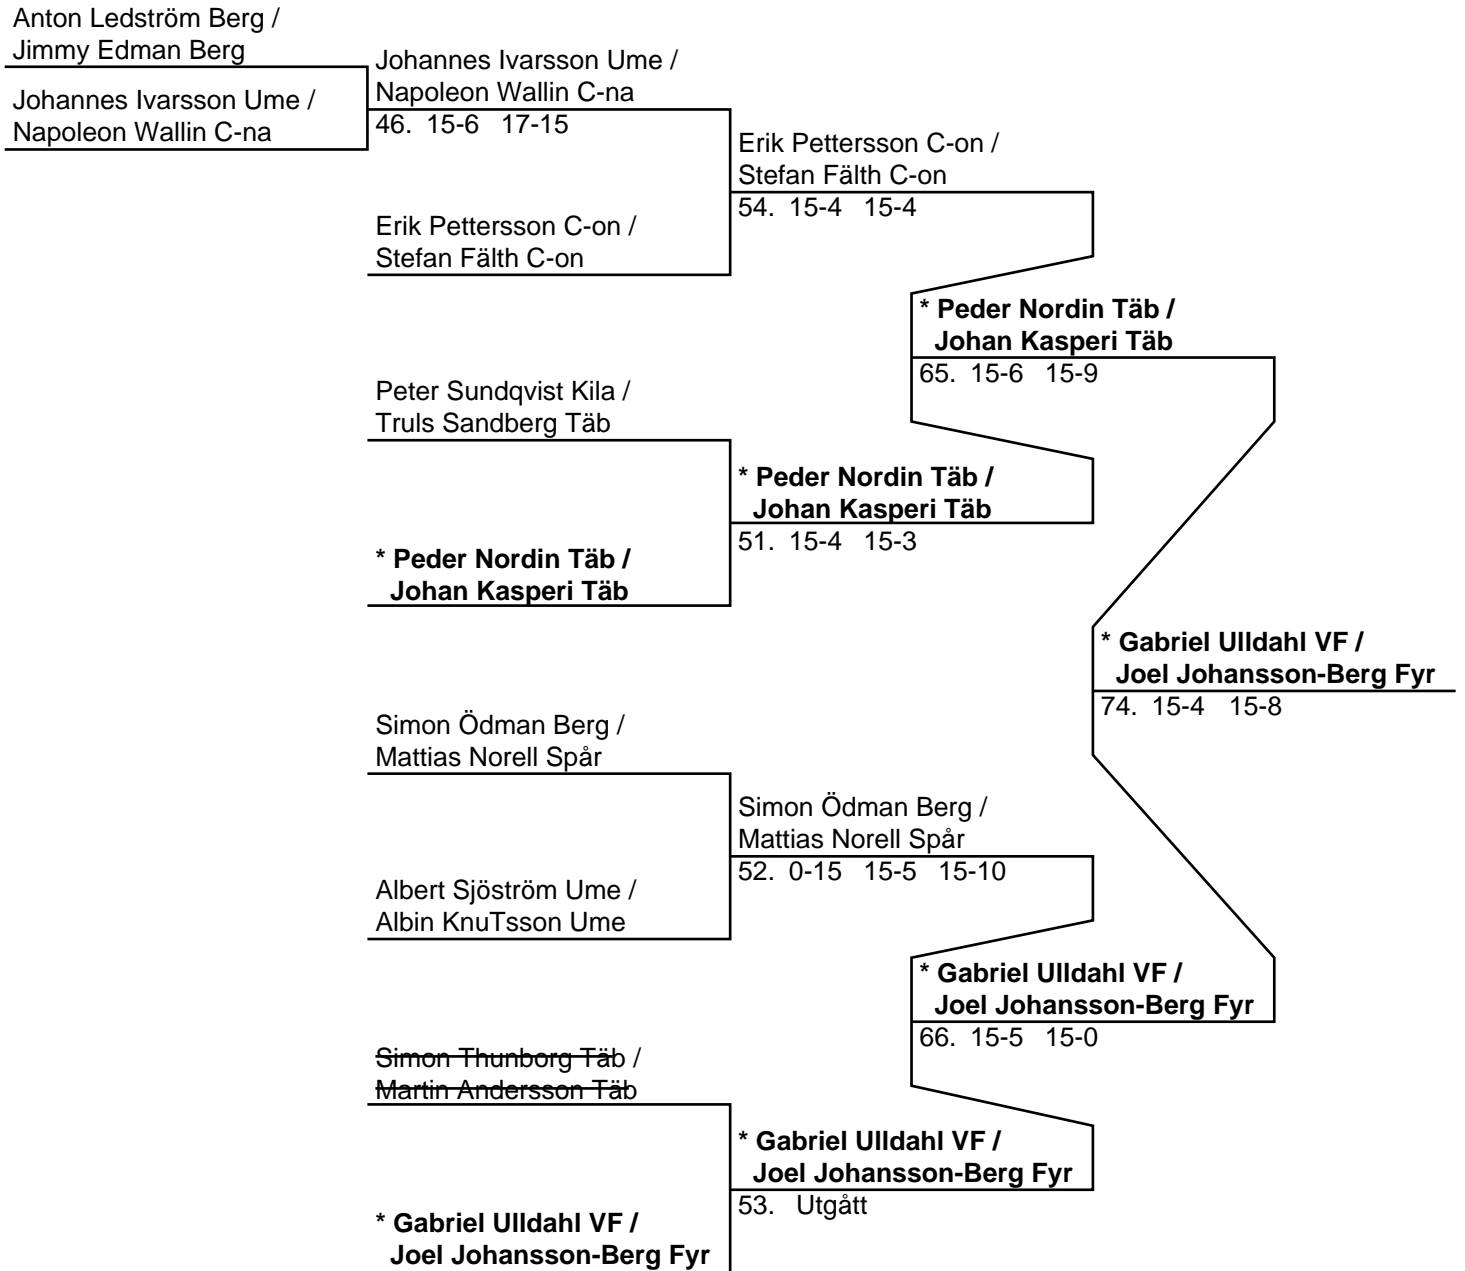 Anton Ledström Berg /
Jimmy Edman Berg
Johannes Ivarsson Ume /
Napoleon Wallin C-na
Johannes Ivarsson Ume /
Napoleon Wallin C-na
46. 15-6 17-15
Erik Pettersson C-on /
Stefan Fälth C-on
Erik Pettersson C-on /
Stefan Fälth C-on
54. 15-4 15-4
Peter Sundqvist Kila /
Truls Sandberg Täb
* Peder Nordin Täb /
Johan Kasperi Täb
* Peder Nordin Täb /
Johan Kasperi Täb
51. 15-4 15-3
* Peder Nordin Täb /
Johan Kasperi Täb
65. 15-6 15-9
Simon Ödman Berg /
Mattias Norell Spår
Albert Sjöström Ume /
Albin KnuTsson Ume
Simon Ödman Berg /
Mattias Norell Spår
52. 0-15 15-5 15-10
Simon Thunborg Täb /
Martin Andersson Täb
* Gabriel Ulldahl VF /
Joel Johansson-Berg Fyr
* Gabriel Ulldahl VF /
Joel Johansson-Berg Fyr
53. Utgått
* Gabriel Ulldahl VF /
Joel Johansson-Berg Fyr
66. 15-5 15-0
* Gabriel Ulldahl VF /
Joel Johansson-Berg Fyr
74. 15-4 15-8